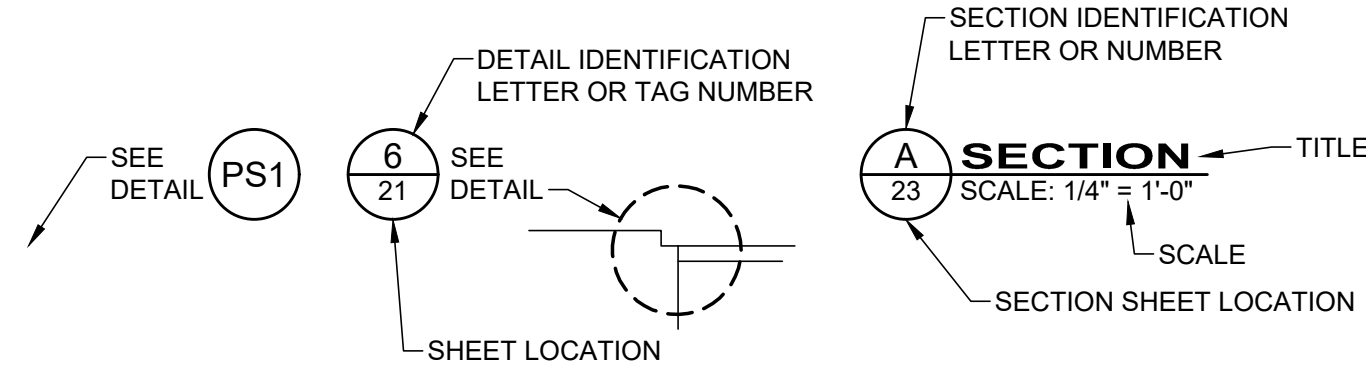 SECTION IDENTIFICATION
LETTER OR NUMBER
DETAIL IDENTIFICATION
LETTER OR TAG NUMBER
SEE
DETAIL
PS1
6
21
SEE
DETAIL
A
23
SECTION
SCALE: 1/4" = 1'-0"
TITLE
SCALE
SECTION SHEET LOCATION
SHEET LOCATION